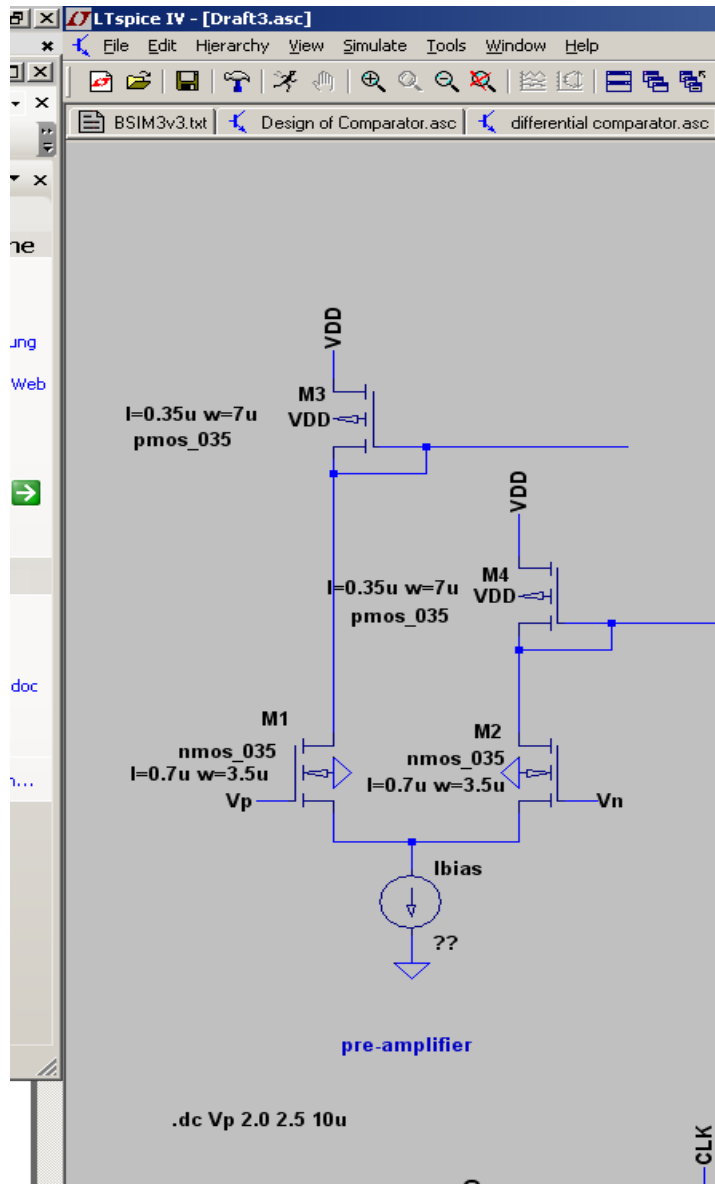 LTspice IV - [Draft3.asc]
File Edit Hierarchy View Simulate Tools Window Help
BSIM3v3.txt Design of Comparator.asc differential comparator.asc
ne
ung
Web
doc
n...
VDD
M3
l=0.35u w=7u
VDD
pmos_035
VDD
M4
l=0.35u w=7u
VDD
pmos_035
M1
nmos_035
l=0.7u w=3.5u
Vp
M2
nmos_035
l=0.7u w=3.5u
Vn
Ibias
??
pre-amplifier
.dc Vp 2.0 2.5 10u
CLK